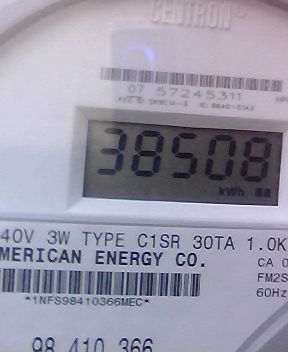 CENTRON
07 57245311
38508
kWh
40V 3W TYPE C1SR 30TA 1.0K
MERICAN ENERGY CO.
CA 0
FM2S
60Hz
*1NFS98410366MEC*
98 410 366